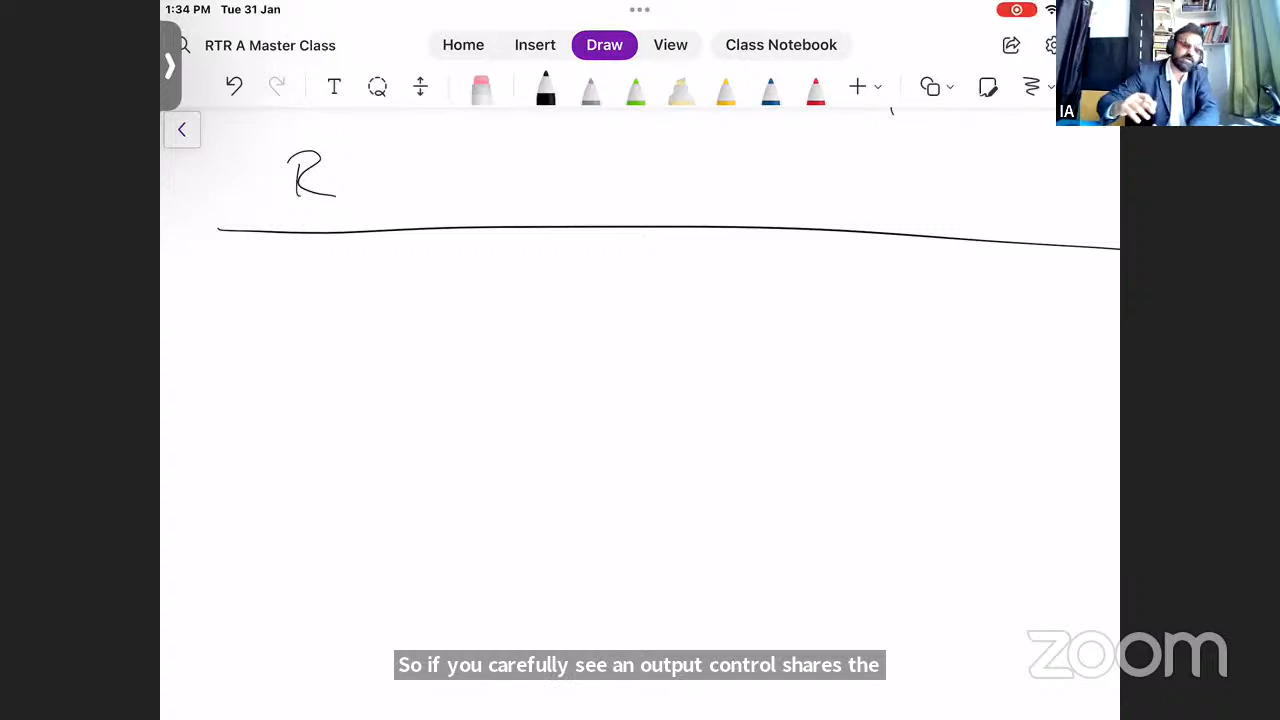 1:34 PM Tue 31 Jan
RTR A Master Class
Home Insert Draw View Class Notebook
T
IA
R
So if you carefully see an output control shares the
zoom